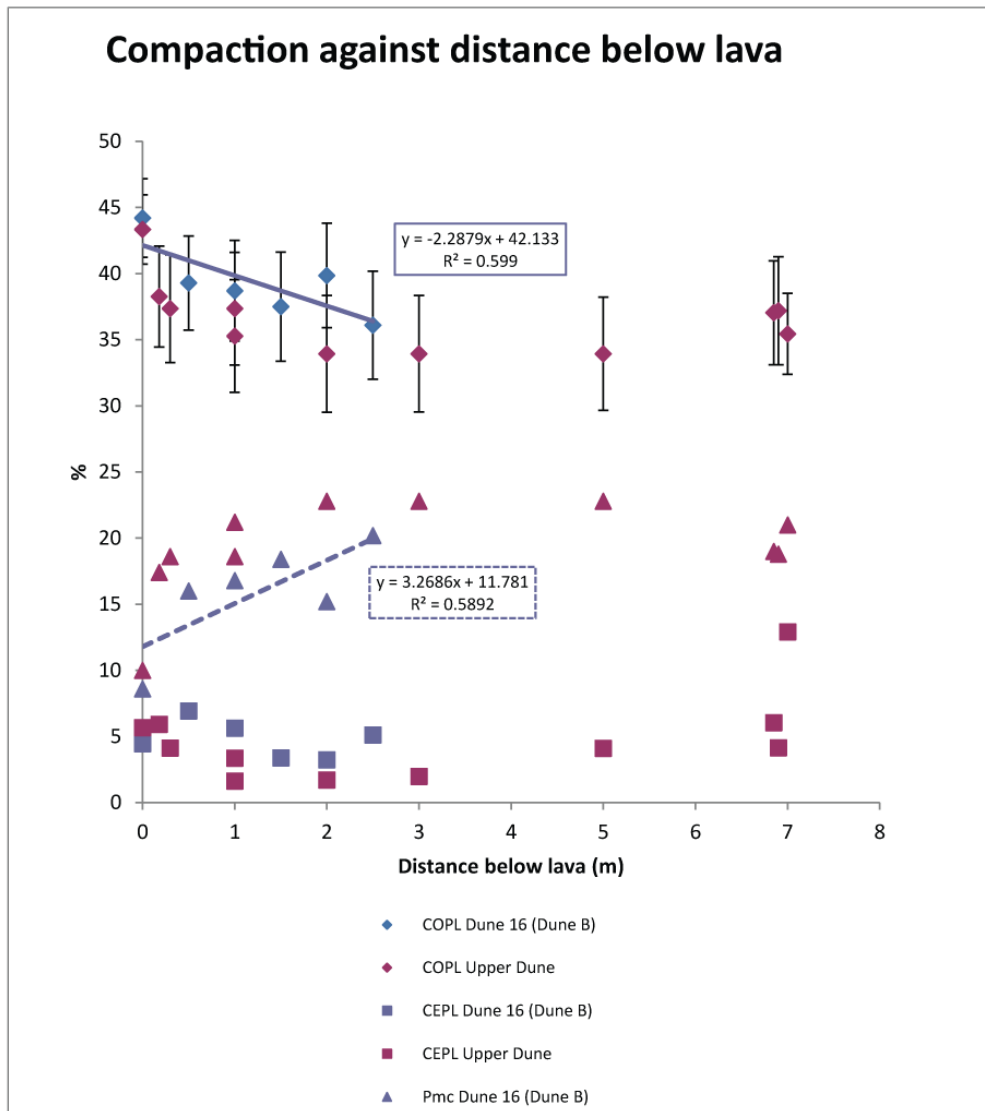 Compaction against distance below lava
50
45
40
35
30
25
20
15
10
5
0
%
y = -2.2879x + 42.133
R² = 0.599
y = 3.2686x + 11.781
R² = 0.5892
0 1 2 3 4 5 6 7 8
Distance below lava (m)
COPL Dune 16 (Dune B)
COPL Upper Dune
CEPL Dune 16 (Dune B)
CEPL Upper Dune
Pmc Dune 16 (Dune B)